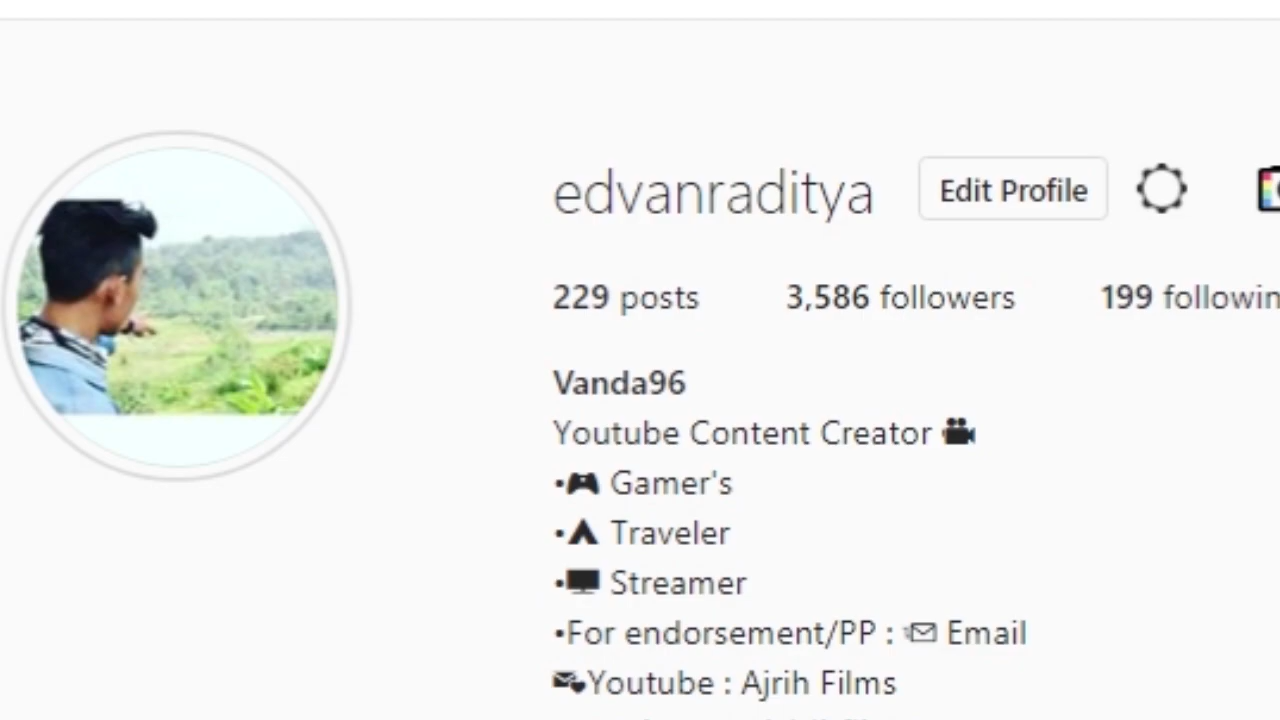 edvanraditya Edit Profile
229 posts 3,586 followers 199 followin
Vanda96
Youtube Content Creator 🎥
•🎮 Gamer's
•⛺ Traveler
•🖥 Streamer
•For endorsement/PP : 📨 Email
💌Youtube : Ajrih Films